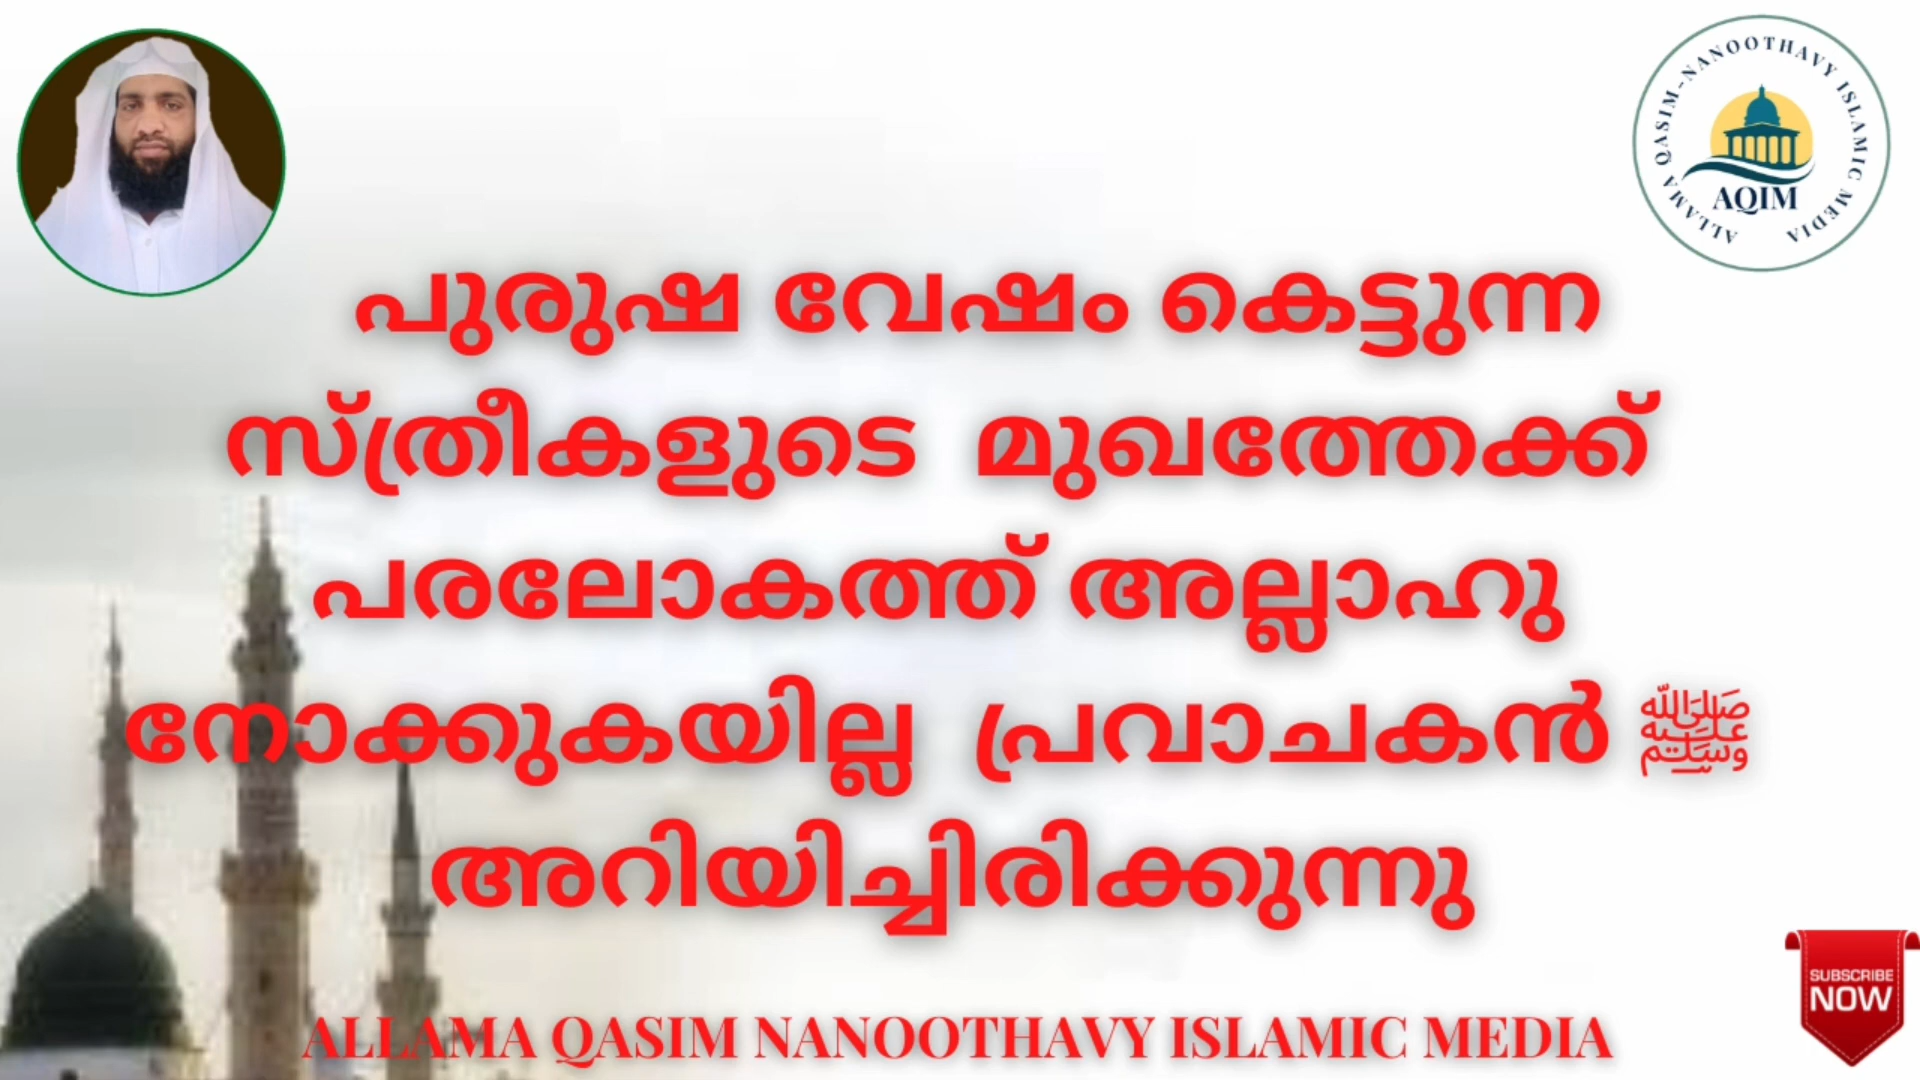 ALLAMA QASIM-NANOOTHAVY ISLAMIC MEDIA
AQIM
പുരുഷ വേഷം കെട്ടുന്ന
സ്ത്രീകളുടെ മുഖത്തേക്ക്
പരലോകത്ത് അല്ലാഹു
നോക്കുകയില്ല പ്രവാചകൻ ﷺ
അറിയിച്ചിരിക്കുന്നു
SUBSCRIBE
NOW
ALLAMA QASIM NANOOTHAVY ISLAMIC MEDIA